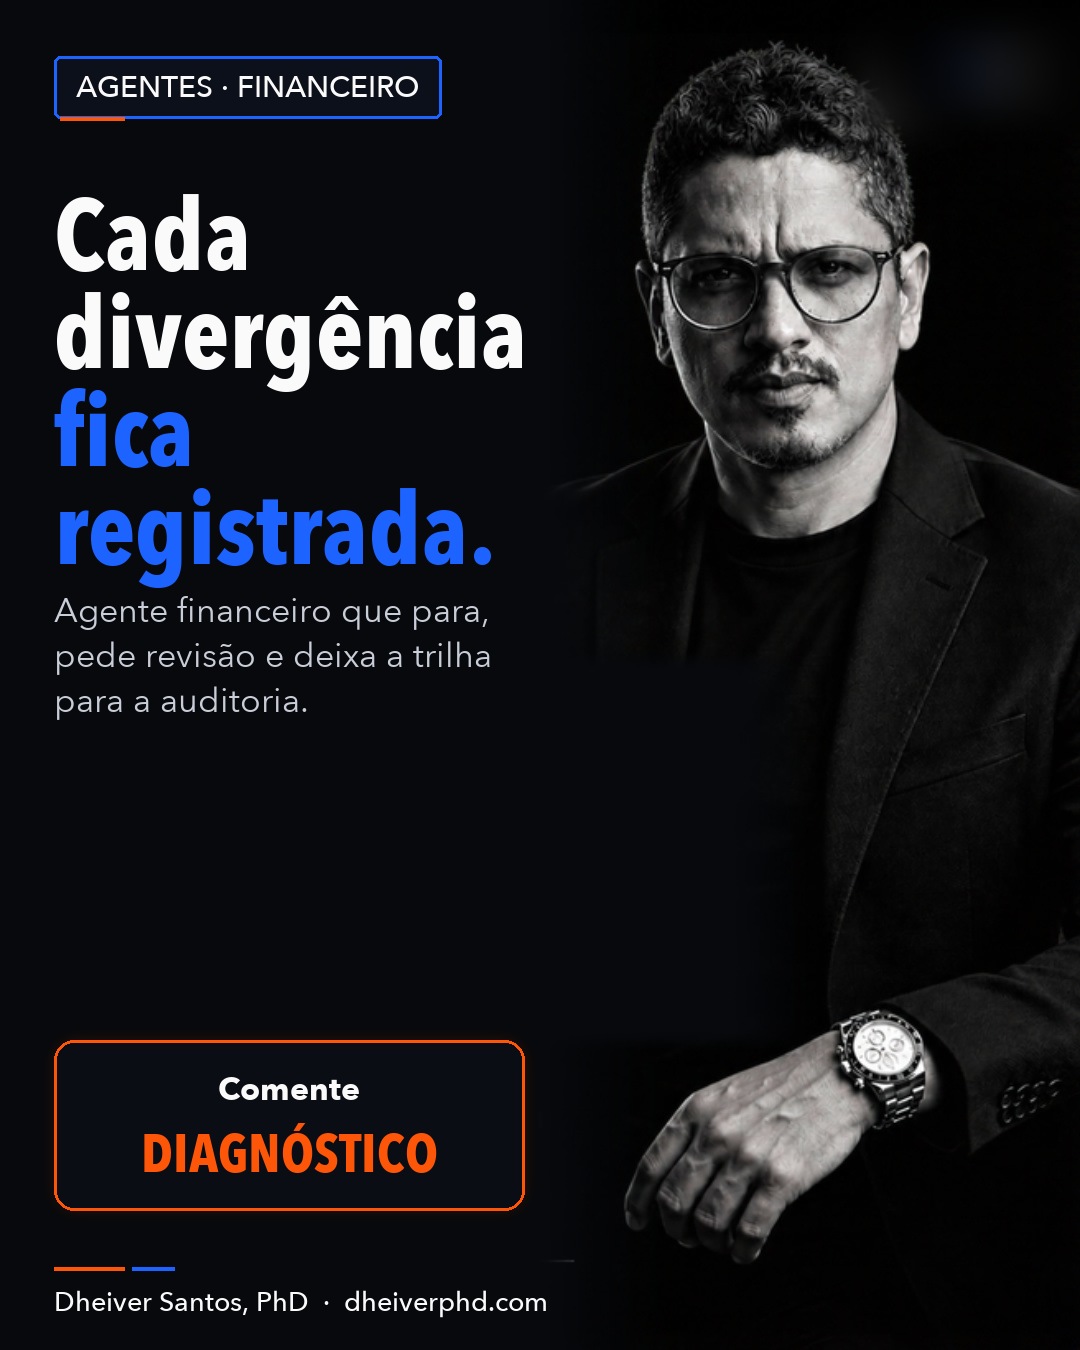 AGENTES · FINANCEIRO
Cada
divergência
fica
registrada.
Agente financeiro que para,
pede revisão e deixa a trilha
para a auditoria.
Comente
DIAGNÓSTICO
Dheiver Santos, PhD · dheiverphd.com